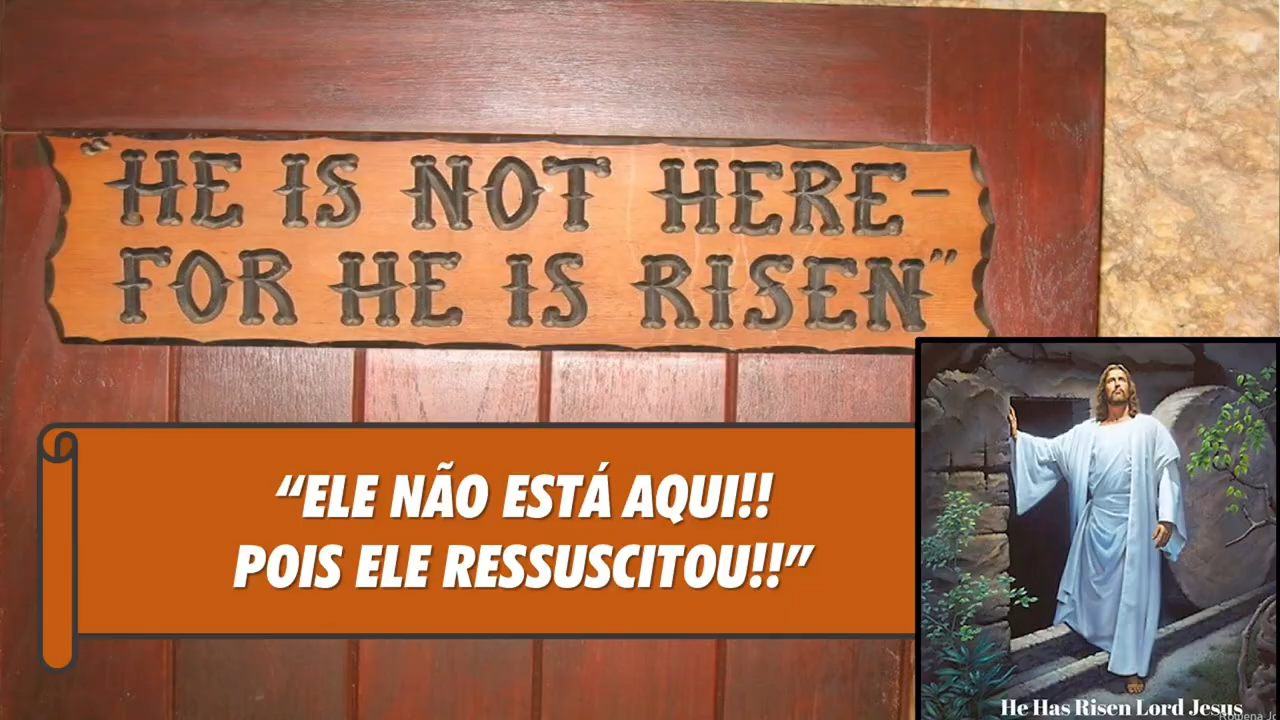 “HE IS NOT HERE-
FOR HE IS RISEN”
“ELE NÃO ESTÁ AQUI!!
POIS ELE RESSUSCITOU!!”
He Has Risen Lord Jesus